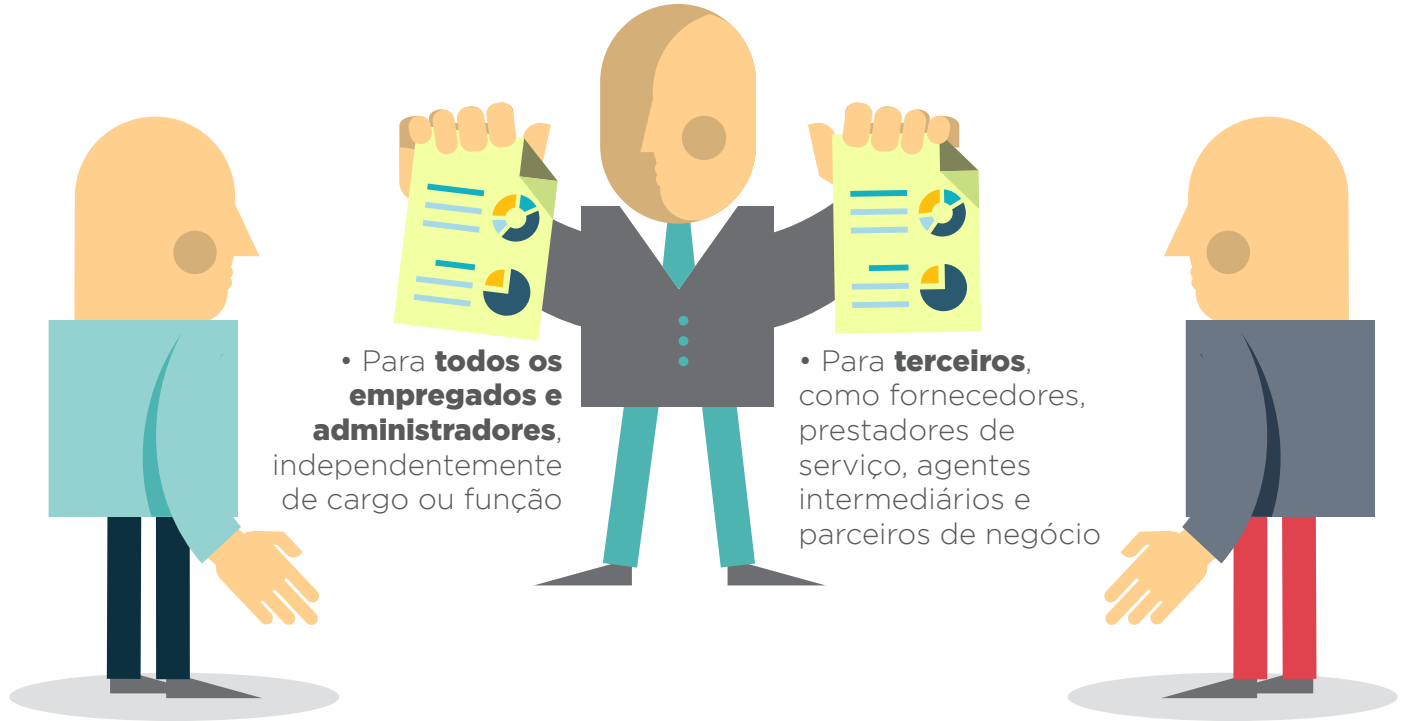 • Para todos os
empregados e
administradores,
independentemente
de cargo ou função
• Para terceiros,
como fornecedores,
prestadores de
serviço, agentes
intermediários e
parceiros de negócio